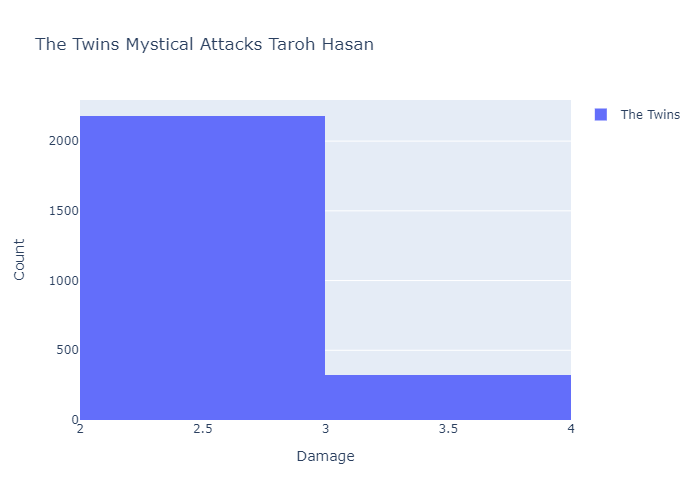 The Twins Mystical Attacks Taroh Hasan
The Twins
2000
1500
1000
500
0
Count
2
2.5
3
3.5
4
Damage